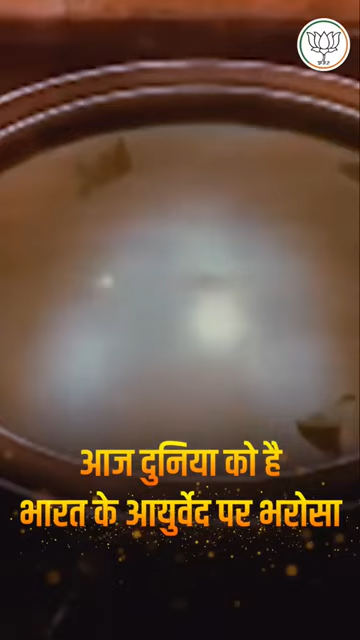 आज दुनिया को है
भारत के आयुर्वेद पर भरोसा